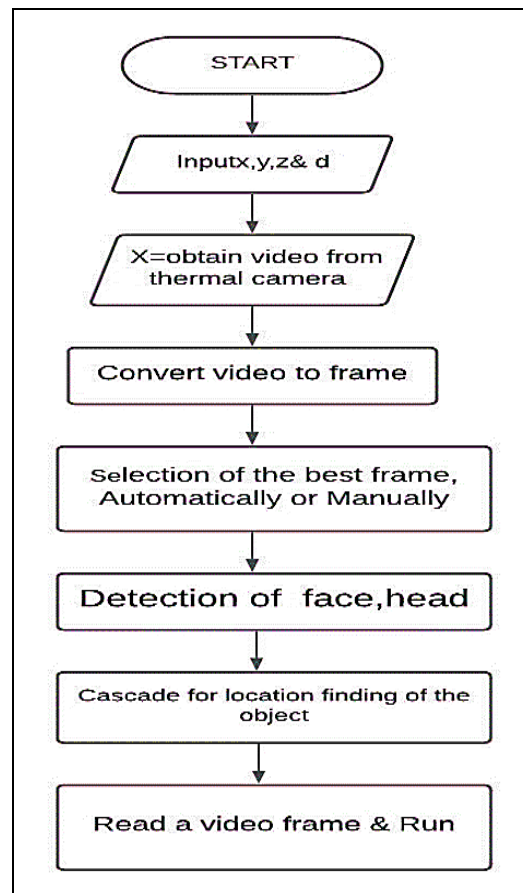 START
Inputx,y,z& d
X=obtain video from
thermal camera
Convert video to frame
Selection of the best frame,
Automatically or Manually
Detection of face,head
Cascade for location finding of the
object
Read a video frame & Run